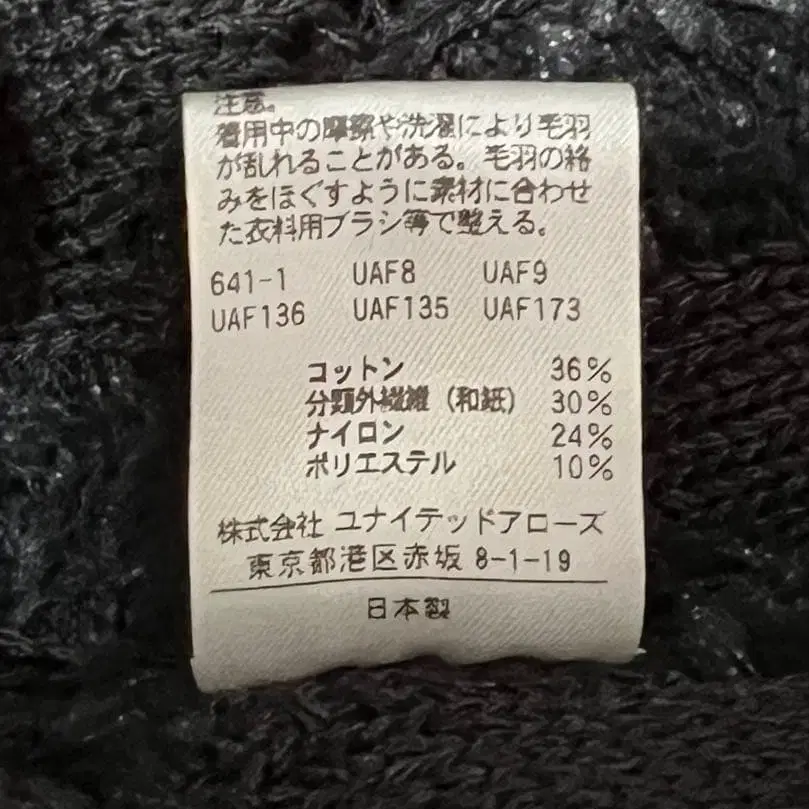 注意。
着用中の摩擦や洗濯により毛羽
が乱れることがある。毛羽の絡
みをほぐすように素材に合わせ
た衣料用ブラシ等で整える。
641-1 UAF8 UAF9
UAF136 UAF135 UAF173
コットン 36%
分類外繊維（和紙） 30%
ナイロン 24%
ポリエステル 10%
株式会社 ユナイテッドアローズ
東京都港区赤坂 8-1-19
日本製